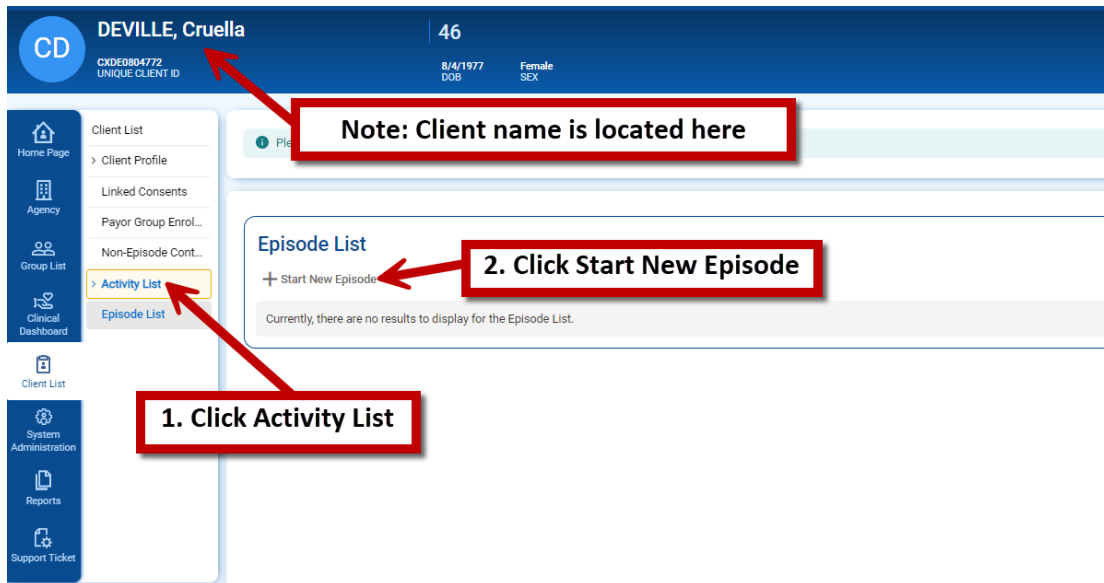 CD
DEVILLE, Cruella
46
CXDE0804772
UNIQUE CLIENT ID
8/4/1977
DOB
Female
SEX
Home Page
Agency
Group List
Clinical
Dashboard
Client List
System
Administration
Reports
Support Ticket
Client List
> Client Profile
Linked Consents
Payor Group Enrol...
Non-Episode Cont...
> Activity List
Episode List
Note: Client name is located here
Episode List
+ Start New Episode
2. Click Start New Episode
Currently, there are no results to display for the Episode List.
1. Click Activity List